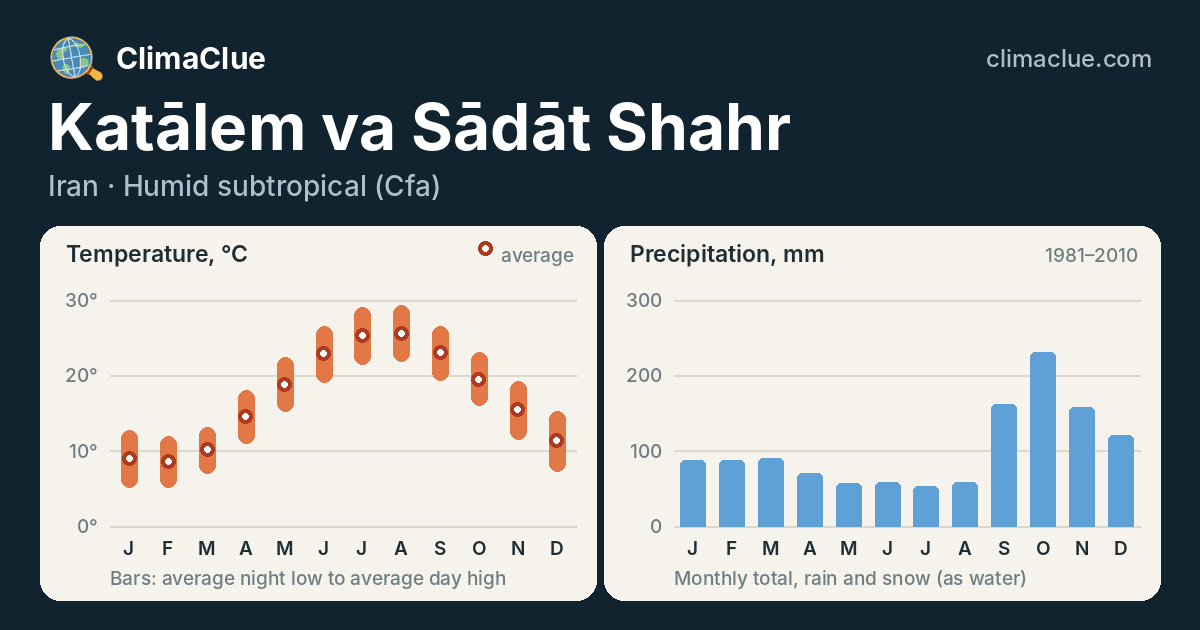 ClimaClue
climaclue.com
Katālem va Sādāt Shahr
Iran · Humid subtropical (Cfa)
Temperature, °C
average
30°
20°
10°
0°
J F M A M J J A S O N D
Bars: average night low to average day high
Precipitation, mm
1981–2010
300
200
100
0
J F M A M J J A S O N D
Monthly total, rain and snow (as water)